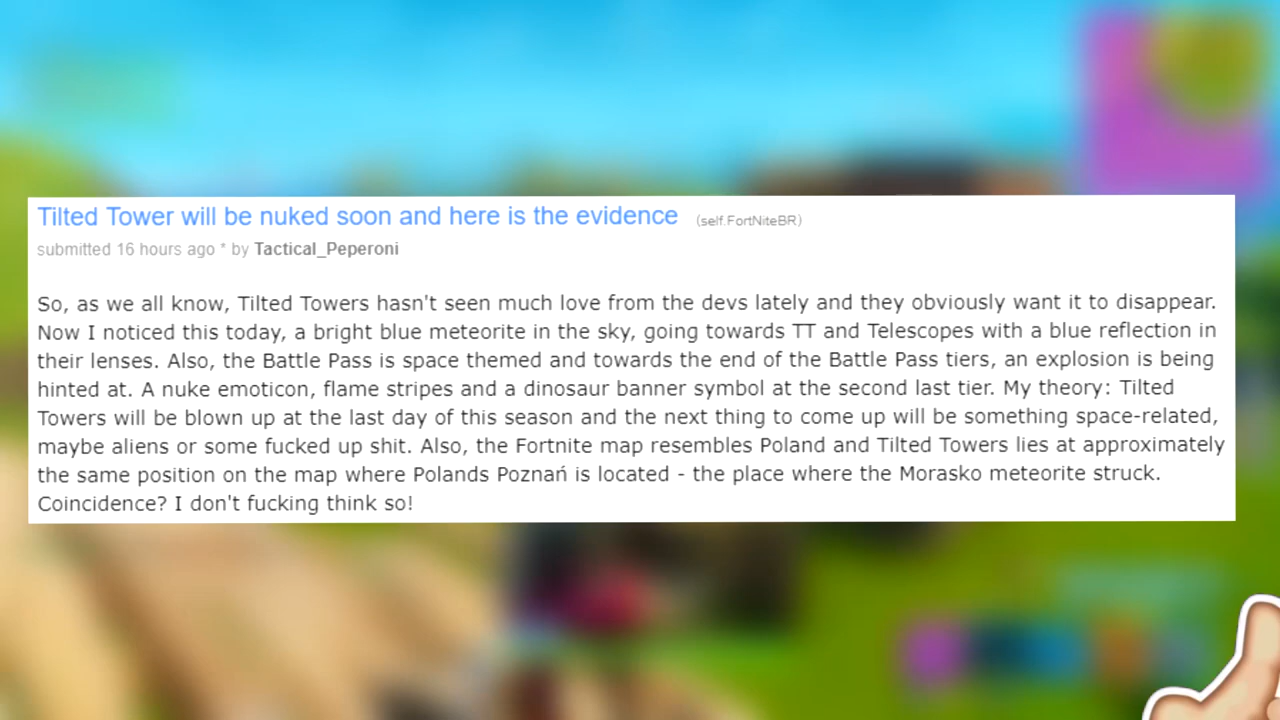 Tilted Tower will be nuked soon and here is the evidence (self.FortNiteBR)
submitted 16 hours ago * by Tactical_Peperoni
So, as we all know, Tilted Towers hasn't seen much love from the devs lately and they obviously want it to disappear.
Now I noticed this today, a bright blue meteorite in the sky, going towards TT and Telescopes with a blue reflection in
their lenses. Also, the Battle Pass is space themed and towards the end of the Battle Pass tiers, an explosion is being
hinted at. A nuke emoticon, flame stripes and a dinosaur banner symbol at the second last tier. My theory: Tilted
Towers will be blown up at the last day of this season and the next thing to come up will be something space-related,
maybe aliens or some fucked up shit. Also, the Fortnite map resembles Poland and Tilted Towers lies at approximately
the same position on the map where Polands Poznań is located - the place where the Morasko meteorite struck.
Coincidence? I don't fucking think so!